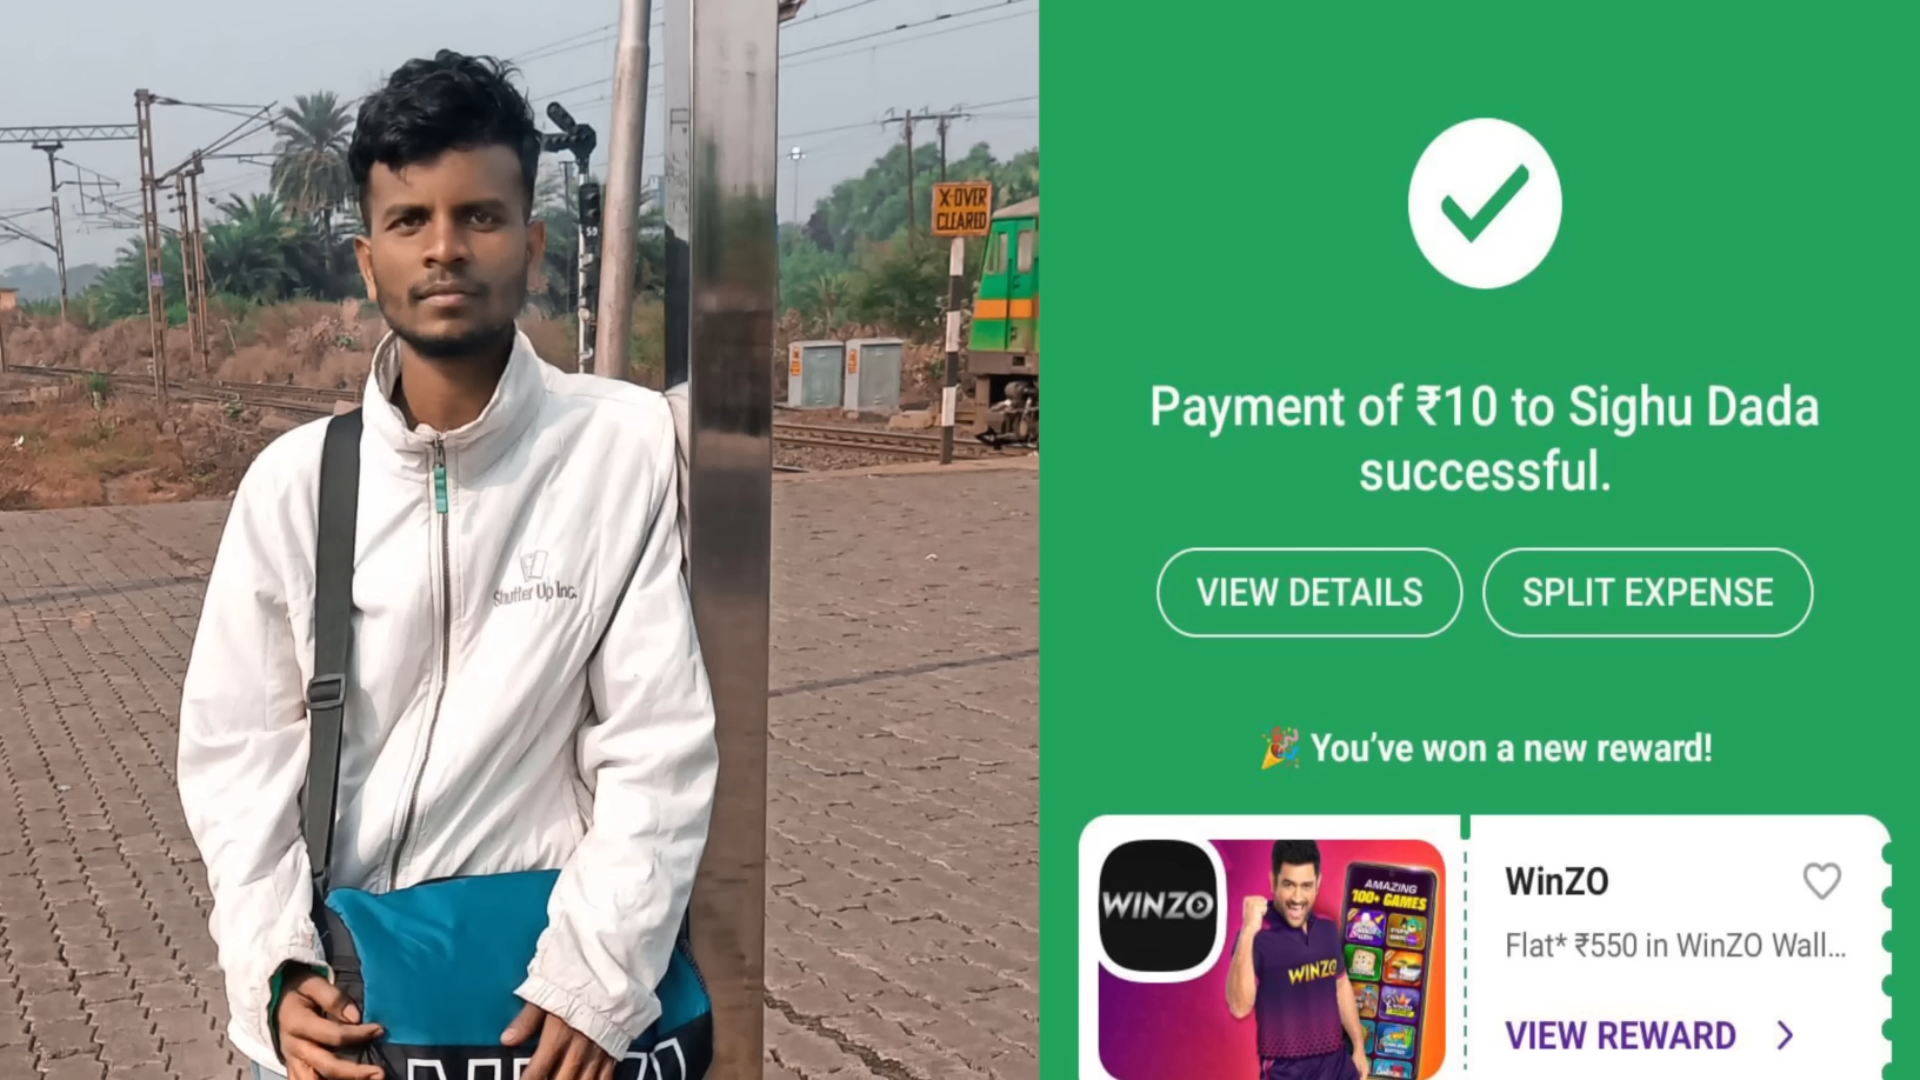 X-OVER
CLEARED
59
Shutter Up Inc.
Payment of ₹10 to Sighu Dada
successful.
VIEW DETAILS
SPLIT EXPENSE
🎉 You’ve won a new reward!
WINZO
AMAZING
100+ GAMES
WINZO
WinZO
Flat* ₹550 in WinZO Wall...
VIEW REWARD >